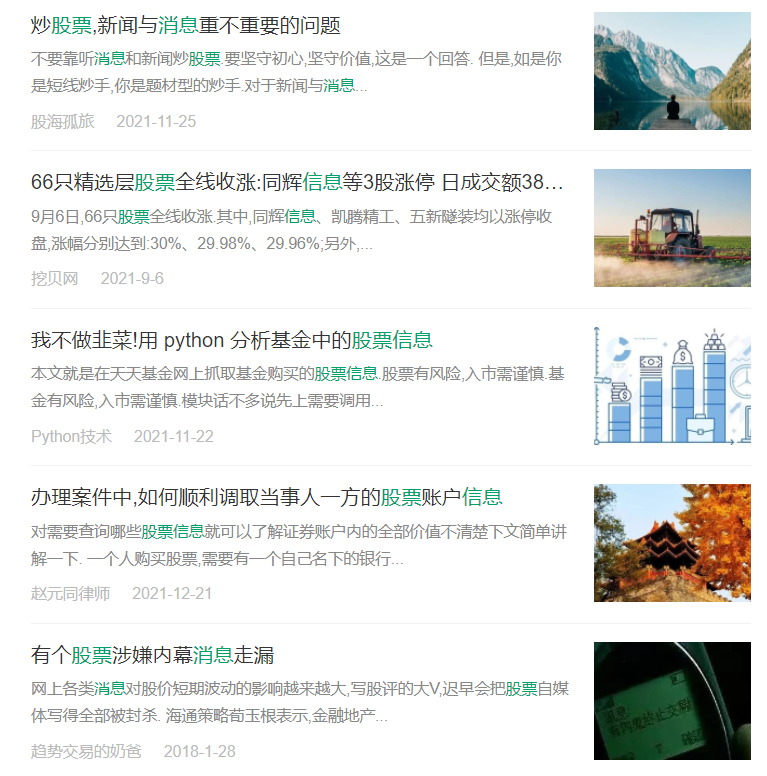 炒股票,新闻与消息重不重要的问题
不要靠听消息和新闻炒股票.要坚守初心,坚守价值,这是一个回答. 但是,如是你
是短线炒手,你是题材型的炒手.对于新闻与消息...
股海孤旅 2021-11-25
66只精选层股票全线收涨:同辉信息等3股涨停 日成交额38…
9月6日,66只股票全线收涨.其中,同辉信息、凯腾精工、五新隧装均以涨停收
盘,涨幅分别达到:30%、29.98%、29.96%;另外,...
挖贝网 2021-9-6
我不做韭菜!用 python 分析基金中的股票信息
本文就是在天天基金网上抓取基金购买的股票信息.股票有风险,入市需谨慎.基
金有风险,入市需谨慎.模块话不多说先上需要调用...
Python技术 2021-11-22
办理案件中,如何顺利调取当事人一方的股票账户信息
对需要查询哪些股票信息就可以了解证券账户内的全部价值不清楚下文简单讲
解一下. 一个人购买股票,需要有一个自己名下的银行...
赵元同律师 2021-12-21
有个股票涉嫌内幕消息走漏
网上各类消息对股价短期波动的影响越来越大,写股评的大V,迟早会把股票自媒
体写得全部被封杀. 海通策略荀玉根表示,金融地产...
趋势交易的奶爸 2018-1-28
有内鬼终止交易